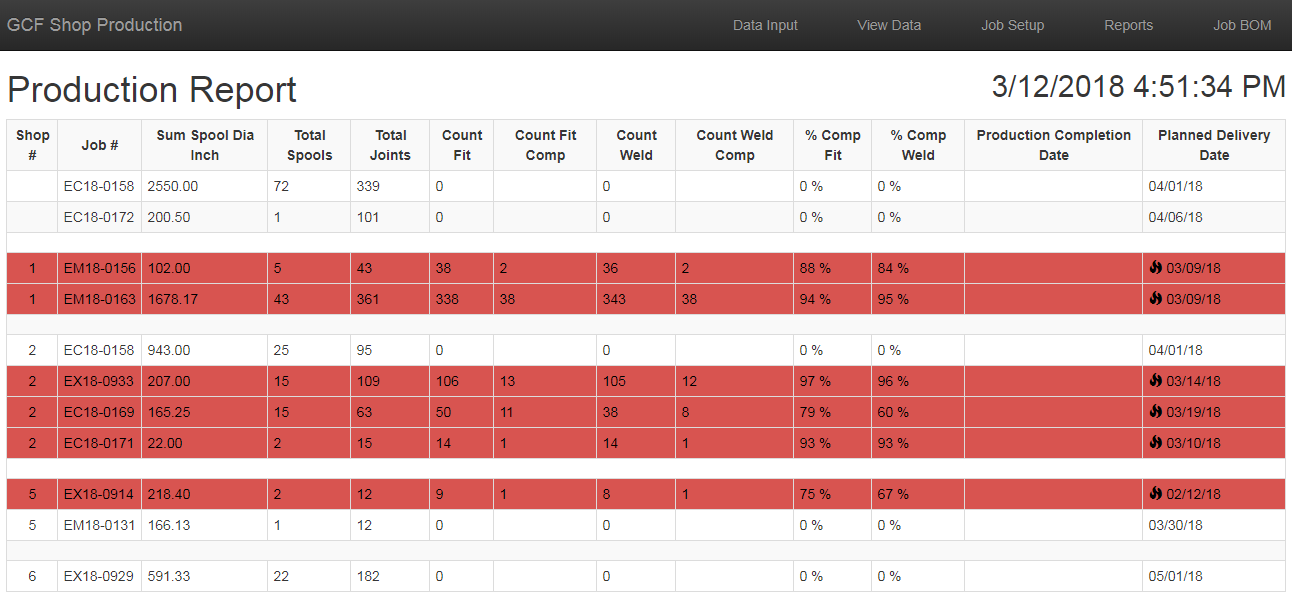 GCF Shop Production Data Input View Data Job Setup Reports Job BOM
Production Report 3/12/2018 4:51:34 PM
Shop # Job # Sum Spool Dia Inch Total Spools Total Joints Count Fit Count Fit Comp Count Weld Count Weld Comp % Comp Fit % Comp Weld Production Completion Date Planned Delivery Date
EC18-0158 2550.00 72 339 0 0 0 % 0 % 04/01/18
EC18-0172 200.50 1 101 0 0 0 % 0 % 04/06/18
1 EM18-0156 102.00 5 43 38 2 36 2 88 % 84 % 03/09/18
1 EM18-0163 1678.17 43 361 338 38 343 38 94 % 95 % 03/09/18
2 EC18-0158 943.00 25 95 0 0 0 % 0 % 04/01/18
2 EX18-0933 207.00 15 109 106 13 105 12 97 % 96 % 03/14/18
2 EC18-0169 165.25 15 63 50 11 38 8 79 % 60 % 03/19/18
2 EC18-0171 22.00 2 15 14 1 14 1 93 % 93 % 03/10/18
5 EX18-0914 218.40 2 12 9 1 8 1 75 % 67 % 02/12/18
5 EM18-0131 166.13 1 12 0 0 0 % 0 % 03/30/18
6 EX18-0929 591.33 22 182 0 0 0 % 0 % 05/01/18